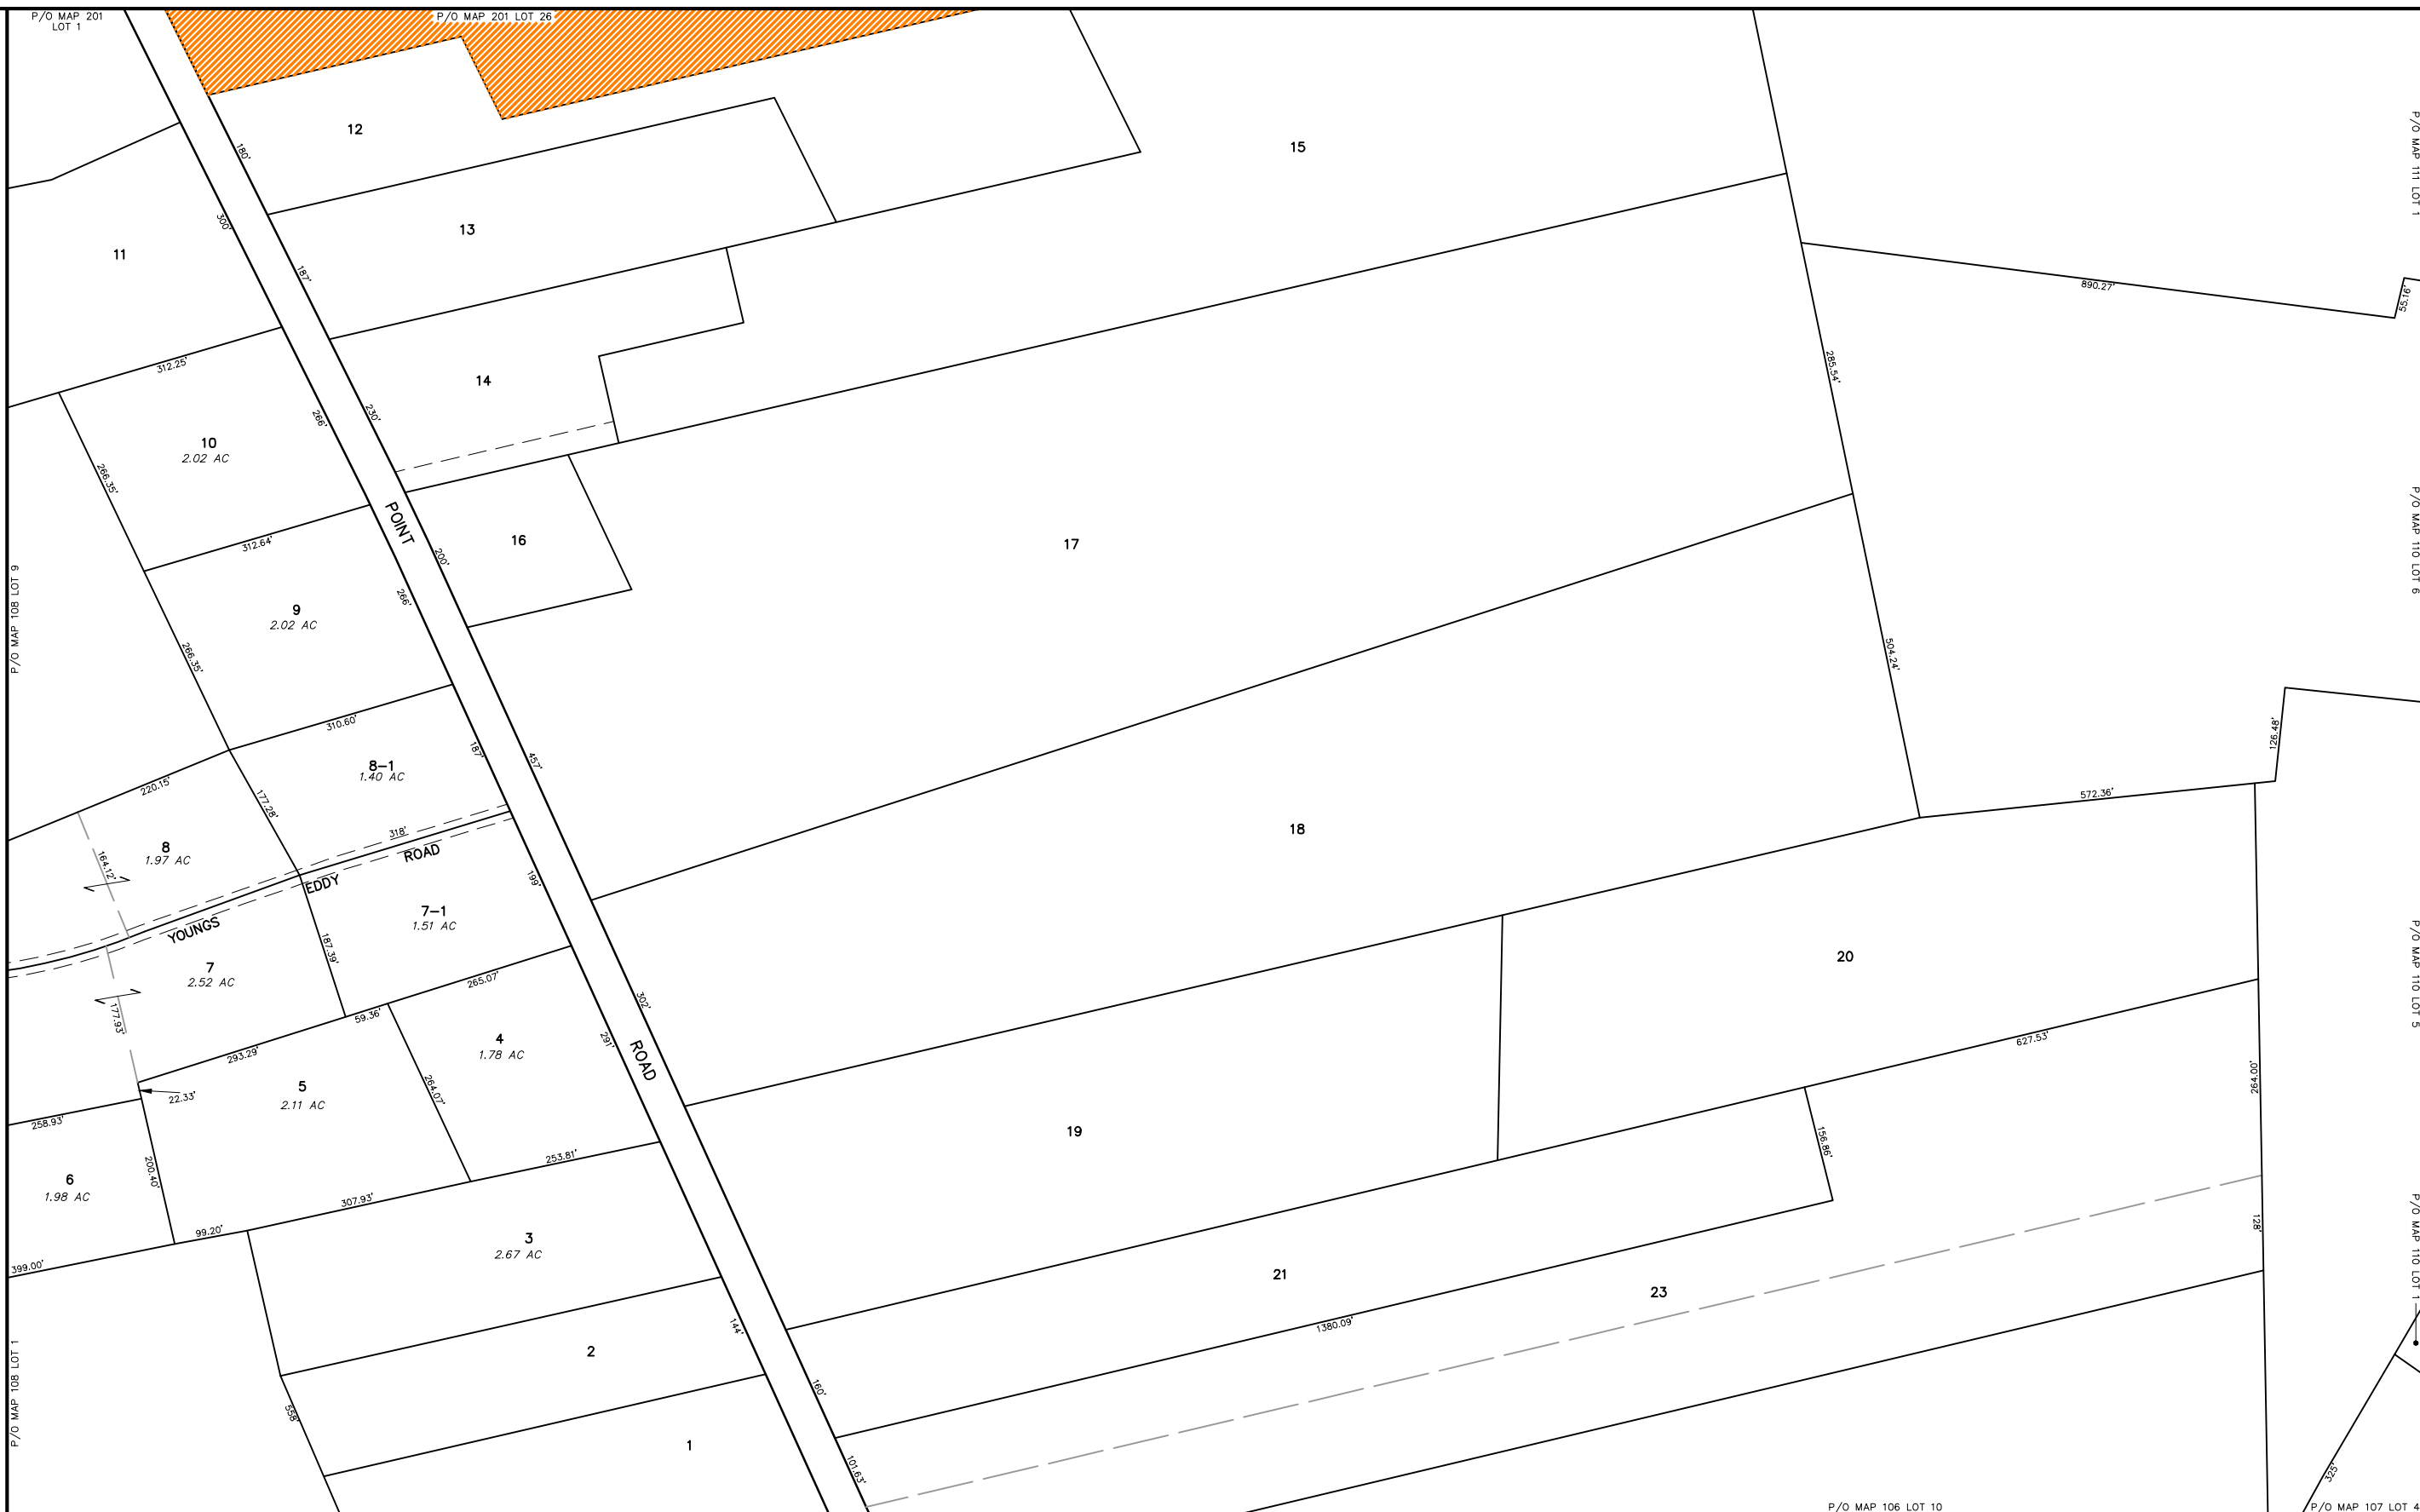 P/O MAP 201
LOT 1
P/O MAP 201 LOT 26
12
180'
15
P/O MAP 111 LOT 1
300'
13
11
187'
890.27'
55.16'
312.25'
14
285.54'
230'
266'
10
2.02 AC
266.35'
POINT
312.64'
16
200'
17
P/O MAP 110 LOT 6
P/O MAP 108 LOT 9
9
2.02 AC
266'
266.35'
504.24'
310.60'
187'
457'
8-1
1.40 AC
126.48'
220.15'
177.28'
572.36'
318'
18
8
1.97 AC
164.12'
ROAD
EDDY
199'
7-1
1.51 AC
YOUNGS
187.39'
20
7
2.52 AC
265.07'
P/O MAP 110 LOT 5
302'
177.93'
59.36'
4
1.78 AC
291'
ROAD
627.53'
293.29'
5
2.11 AC
264.07'
264.00'
22.33'
258.93'
19
156.86'
253.81'
6
1.98 AC
200.40'
307.93'
99.20'
128'
3
2.67 AC
P/O MAP 110 LOT 1
399.00'
21
23
1380.09'
144'
2
160'
558'
P/O MAP 108 LOT 1
1
101.63'
325'
P/O MAP 106 LOT 10
P/O MAP 107 LOT 4